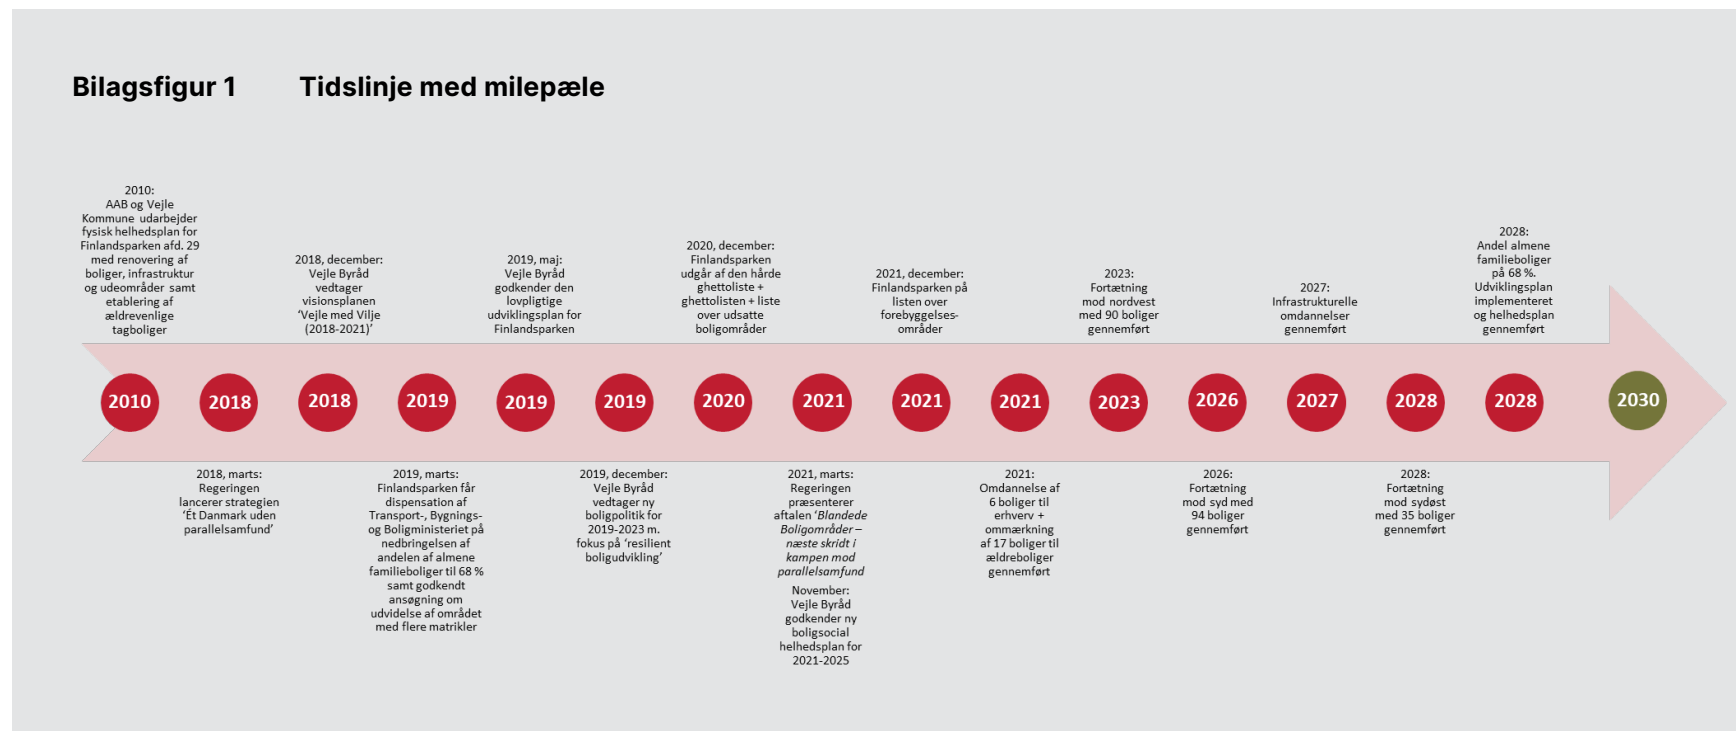 Bilagsfigur 1 Tidslinje med milepæle
2010:
AAB og Vejle
Kommune udarbejder
fysisk helhedsplan for
Finlandsparken afd. 29
med renovering af
boliger, infrastruktur
og udeområder samt
etablering af
ældrevenlige
tagboliger
2018, december:
Vejle Byråd
vedtager
visionsplanen
‘Vejle med Vilje
(2018-2021)’
2019, maj:
Vejle Byråd
godkender den
lovpligtige
udviklingsplan for
Finlandsparken
2020, december:
Finlandsparken
udgår af den hårde
ghettoliste +
ghettolisten + liste
over udsatte
boligområder
2021, december:
Finlandsparken på
listen over
forebyggelses-
områder
2023:
Fortætning
mod nordvest
med 90 boliger
gennemført
2027:
Infrastrukturelle
omdannelser
gennemført
2028:
Andel almene
familieboliger
på 68 %.
Udviklingsplan
implementeret
og helhedsplan
gennemført
2010 2018 2018 2019 2019 2019 2020 2021 2021 2021 2023 2026 2027 2028 2028 2030
2018, marts:
Regeringen
lancerer strategien
‘Ét Danmark uden
parallelsamfund’
2019, marts:
Finlandsparken får
dispensation af
Transport-, Bygnings-
og Boligministeriet på
nedbringelsen af
andelen af almene
familieboliger til 68 %
samt godkendt
ansøgning om
udvidelse af området
med flere matrikler
2019, december:
Vejle Byråd
vedtager ny
boligpolitik for
2019-2023 m.
fokus på ‘resilient
boligudvikling’
2021, marts:
Regeringen
præsenterer
aftalen ‘Blandede
Boligområder –
næste skridt i
kampen mod
parallelsamfund
November:
Vejle Byråd
godkender ny
boligsocial
helhedsplan for
2021-2025
2021:
Omdannelse af
6 boliger til
erhverv +
ommærkning
af 17 boliger til
ældreboliger
gennemført
2026:
Fortætning
mod syd med
94 boliger
gennemført
2028:
Fortætning
mod sydøst
med 35 boliger
gennemført